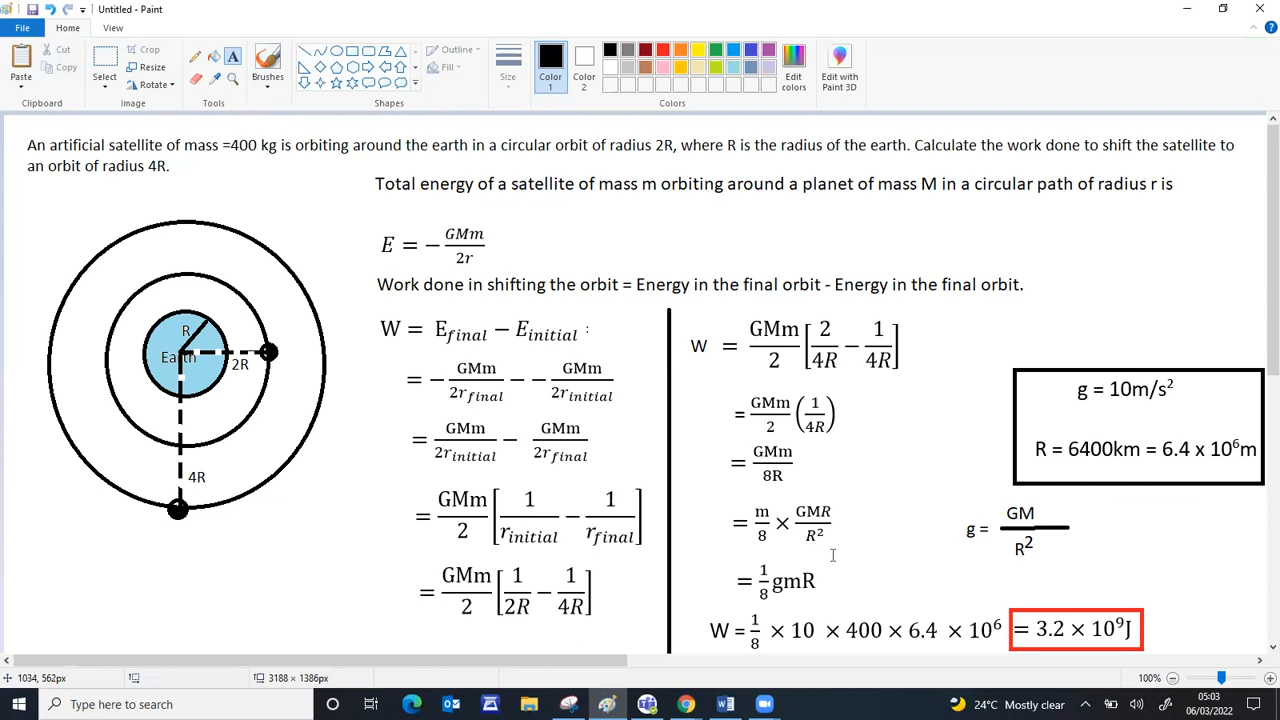 Untitled - Paint
File Home View
Paste Cut Copy Select Crop Resize Rotate Brushes Outline Fill Size Color 1 Color 2 Edit colors Edit with Paint 3D
Clipboard Image Tools Shapes Colors
An artificial satellite of mass =400 kg is orbiting around the earth in a circular orbit of radius 2R, where R is the radius of the earth. Calculate the work done to shift the satellite to
an orbit of radius 4R.
Total energy of a satellite of mass m orbiting around a planet of mass M in a circular path of radius r is
E = − GMm/2r
Work done in shifting the orbit = Energy in the final orbit - Energy in the final orbit.
R
Earth
2R
4R
W = E_final − E_initial :
= − GMm/2r_final − − GMm/2r_initial
= GMm/2r_initial − GMm/2r_final
= GMm/2 [1/r_initial − 1/r_final]
= GMm/2 [1/2R − 1/4R]
W = GMm/2 [2/4R − 1/4R]
= GMm/2 (1/4R)
= GMm/8R
= m/8 × GMR/R²
= 1/8 gmR
W = 1/8 × 10 × 400 × 6.4 × 10⁶ = 3.2 × 10⁹J
g = 10m/s²
R = 6400km = 6.4 x 10⁶m
g = GM/R²
1034, 562px 3188 × 1386px 100%
Type here to search 24°C Mostly clear 05:03
06/03/2022